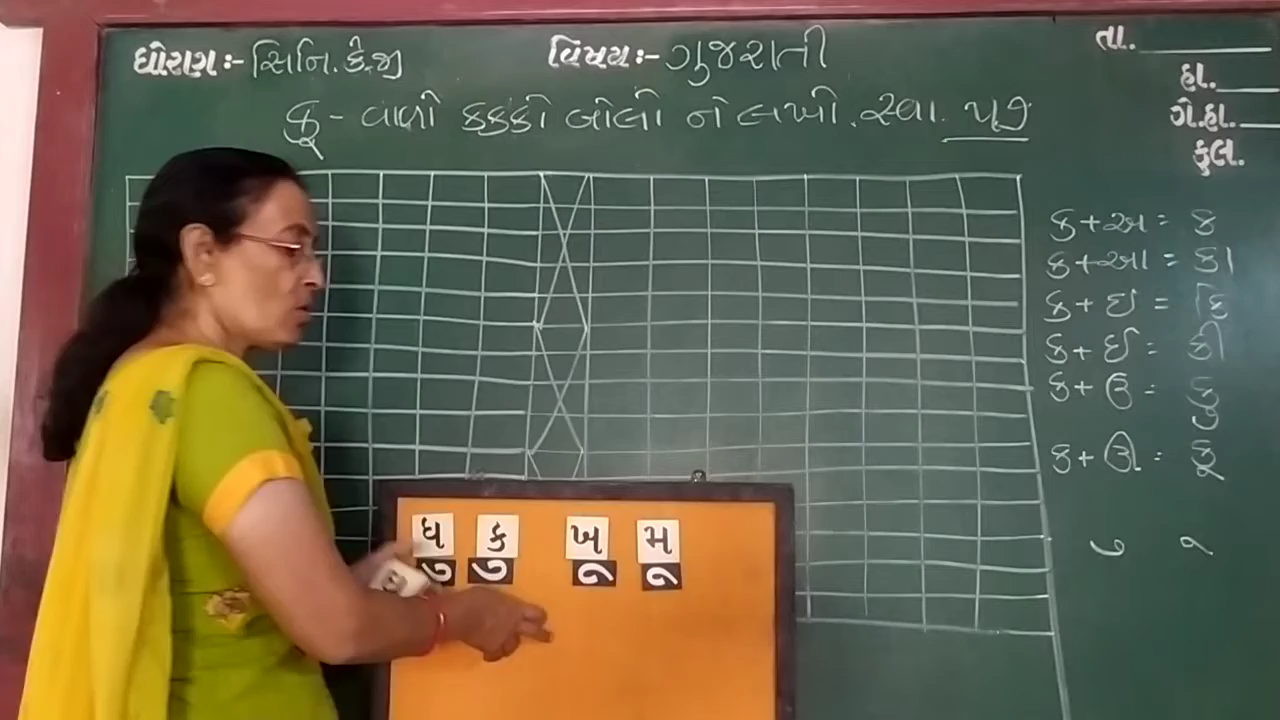 ધોરણ:- સિનિ. કે.જી
વિષય:- ગુજરાતી
તા.
હા.
ગે.હા.
કુલ.
કૂ - વાળો કક્કો બોલો ને લખો. સ્વા.
ક + અ = ક
ક + આ = કા
ક + ઇ = કિ
ક + ઈ = કી
ક + ઉ = કુ
ક + ઊ = કૂ
ુ ૂ
ધ ક ખ મ
ુ ુ ૂ ૂ